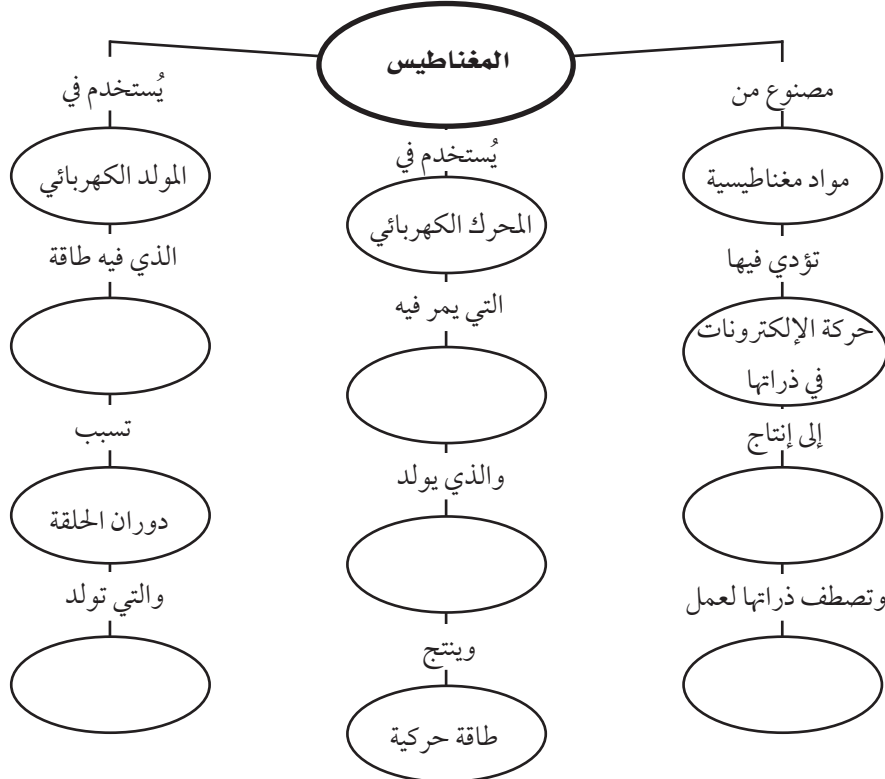 المغناطيس
مصنوع من
مواد مغناطيسية
تؤدي فيها
حركة الإلكترونات
في ذراتها
إلى إنتاج
وتصطف ذراتها لعمل
يُستخدم في
المحرك الكهربائي
التي يمر فيه
والذي يولد
وينتج
طاقة حركية
يُستخدم في
المولد الكهربائي
الذي فيه طاقة
تسبب
دوران الحلقة
والتي تولد